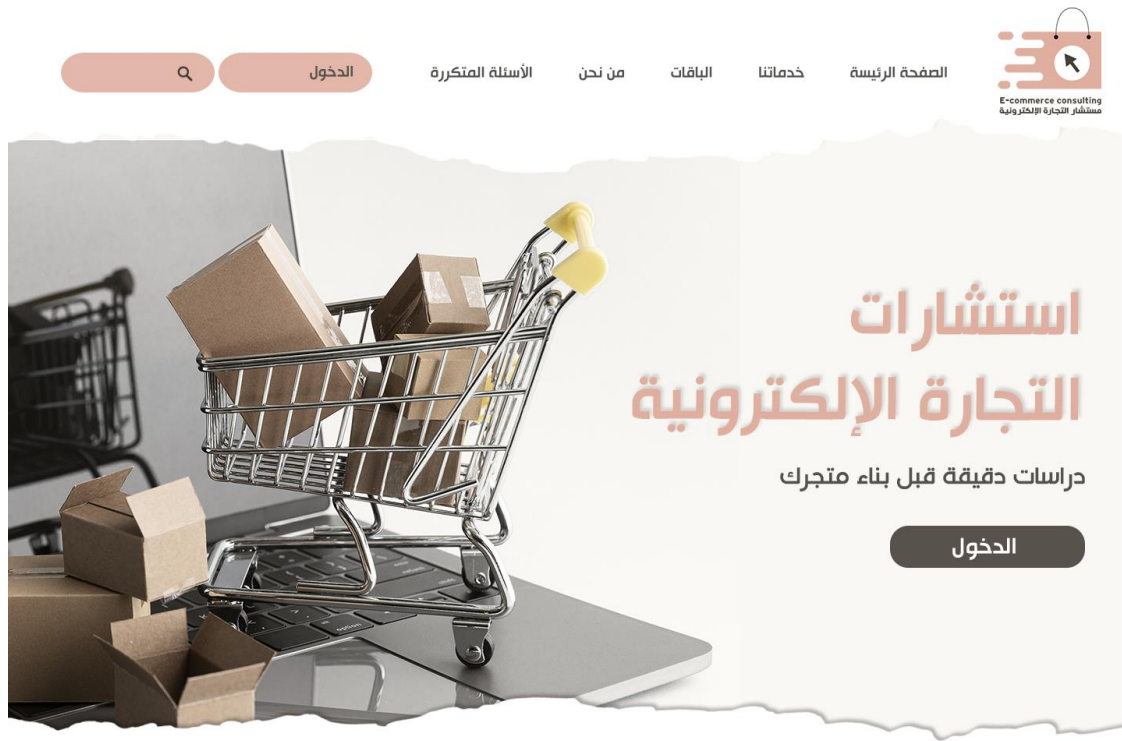 E-commerce consulting
مستشار التجارة الإلكترونية
الصفحة الرئيسة
خدماتنا
الباقات
من نحن
الأسئلة المتكررة
الدخول
استشارات
التجارة الإلكترونية
دراسات دقيقة قبل بناء متجرك
الدخول
option